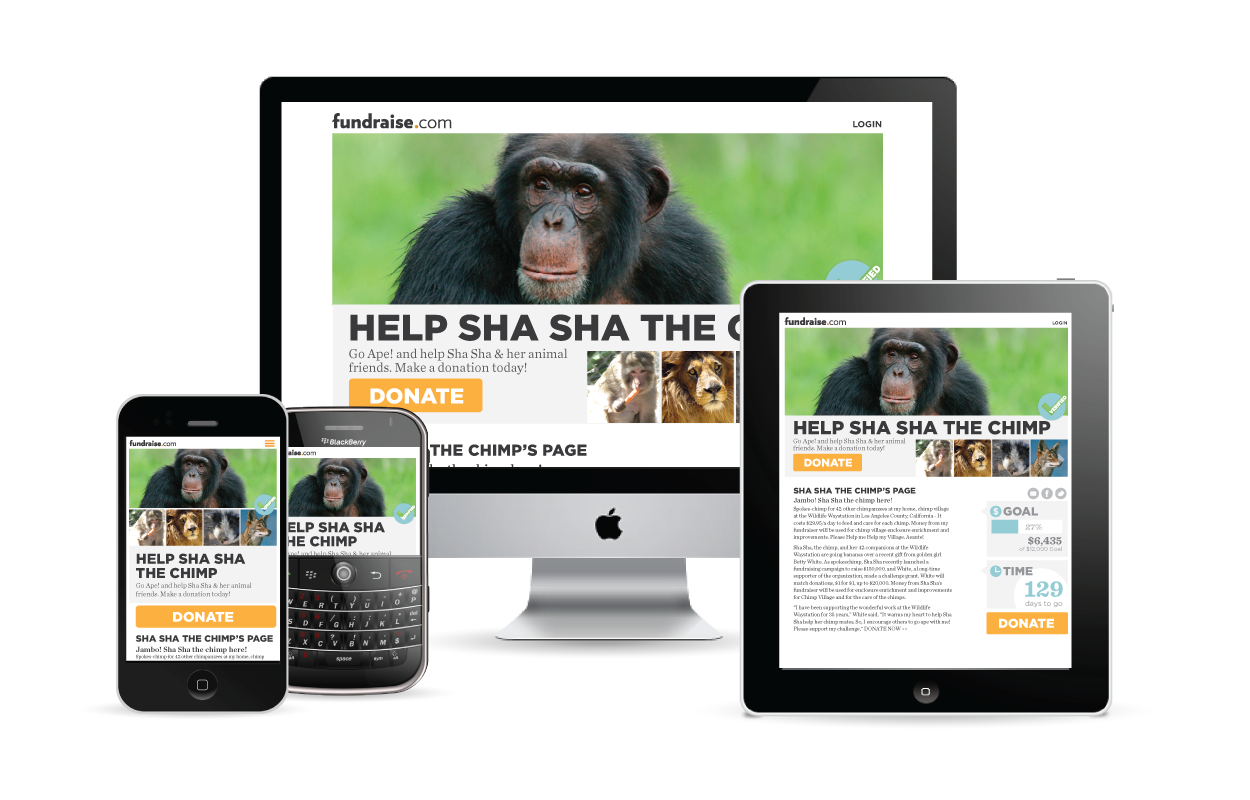 fundraise.com
LOGIN
FIED
HELP SHA SHA THE C
Go Ape! and help Sha Sha & her animal
friends. Make a donation today!
DONATE
THE CHIMP'S PAGE
fundraise.com
VERIFIED
HELP SHA SHA
THE CHIMP
Go Ape! and help Sha Sha & her animal
friends. Make a donation today!
DONATE
SHA SHA THE CHIMP'S PAGE
Jambo! Sha Sha the chimp here!
Spokes-chimp for 42 other chimpanzees at my home, chimp
BlackBerry
raise.com
HELP SHA SHA
HE CHIMP
pe! and help Sha Sha & her animal
W E R T Y U I O P
S D F G H J K L
Z X C V B N M
space
sym
fundraise.com
LOGIN
VERIFIED
HELP SHA SHA THE CHIMP
Go Ape! and help Sha Sha & her animal
friends. Make a donation today!
DONATE
SHA SHA THE CHIMP'S PAGE
Jambo! Sha Sha the chimp here!
Spokes-chimp for 42 other chimpanzees at my home, chimp village
at the Wildlife Waystation in Los Angeles County, California - It
costs $29.95/a day to feed and care for each chimp. Money from my
fundraiser will be used for chimp village enclosure enrichment and
improvements. Please Help me Help my Village, Asante!
Sha Sha, the chimp, and her 42 companions at the Wildlife
Waystation are going bananas over a recent gift from golden girl
Betty White. As spokeschimp, Sha Sha recently launched a
fundraising campaign to raise $150,000, and White, a long-time
supporter of the organization, made a challenge grant. White will
match donations, $1 for $1, up to $20,000. Money from Sha Sha's
fundraiser will be used for enclosure enrichment and improvements
for Chimp Village and for the care of the chimps.
"I have been supporting the wonderful work at the Wildlife
Waystation for 35 years," White said. "It warms my heart to help Sha
Sha help her chimp mates. So, I encourage others to go ape with me!
Please support my challenge." DONATE NOW >>
$ GOAL
27%
$6,435
of $12,000 Goal
TIME
129
days to go
DONATE